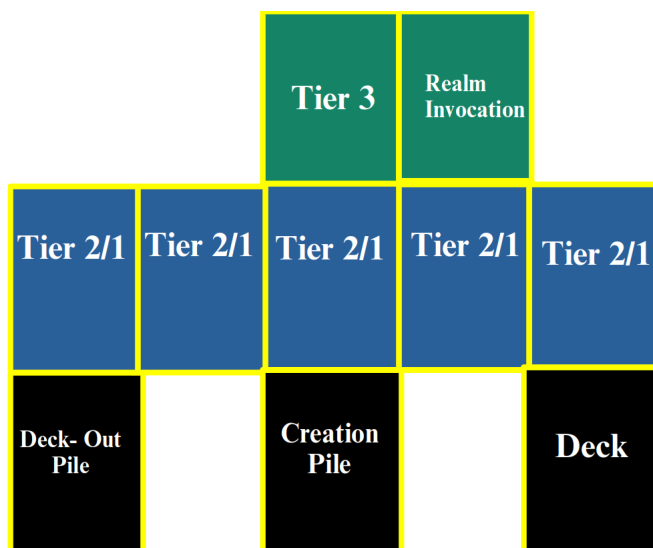 Tier 3
Realm
Invocation
Tier 2/1
Tier 2/1
Tier 2/1
Tier 2/1
Tier 2/1
Deck- Out
Pile
Creation
Pile
Deck